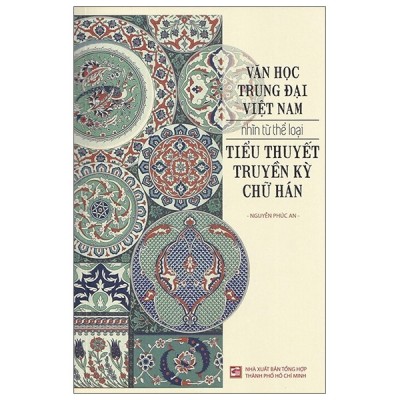 VĂN HỌC
TRUNG ĐẠI
VIỆT NAM
nhìn từ thể loại
TIỂU THUYẾT
TRUYỀN KỲ
CHỮ HÁN
- NGUYỄN PHÚC AN -
NHÀ XUẤT BẢN TỔNG HỢP
THÀNH PHỐ HỒ CHÍ MINH